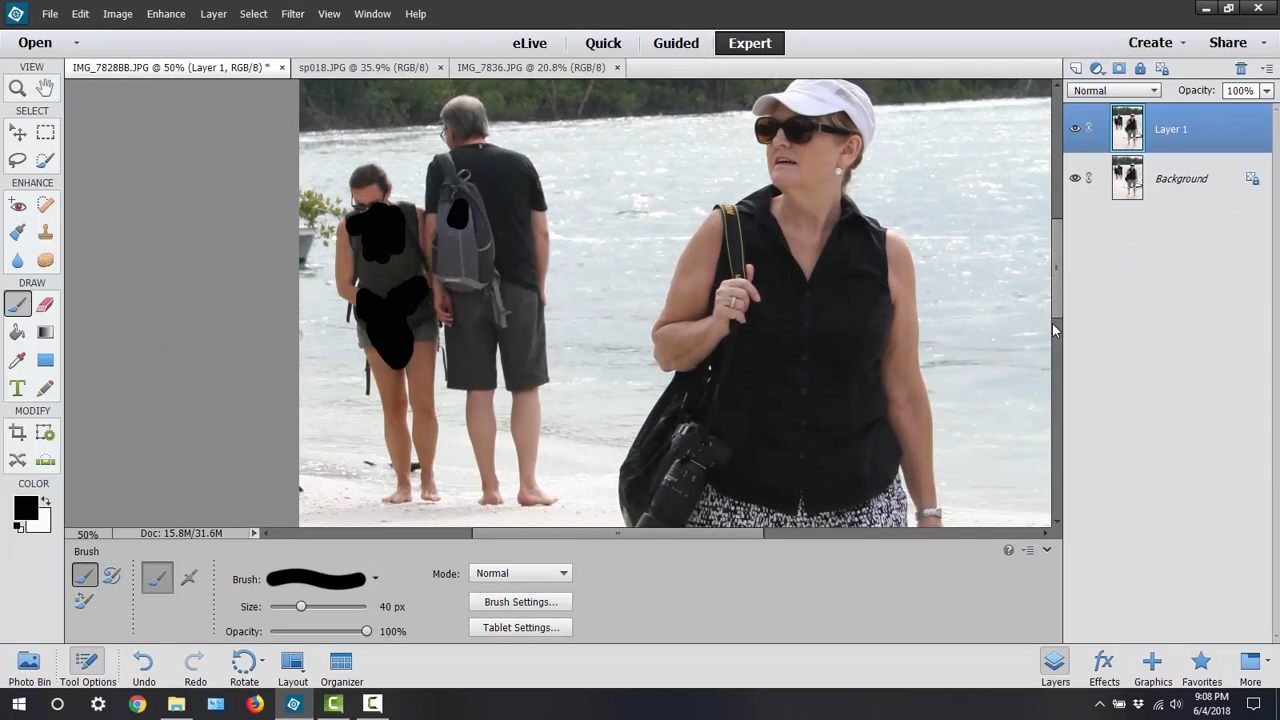 File Edit Image Enhance Layer Select Filter View Window Help
Open eLive Quick Guided Expert Create Share
VIEW IMG_7828BB.JPG @ 50% (Layer 1, RGB/8) * × sp018.JPG @ 35.9% (RGB/8) × IMG_7836.JPG @ 20.8% (RGB/8) ×
Normal Opacity: 100%
SELECT
Layer 1
ENHANCE
Background
DRAW
T
MODIFY
COLOR
50% Doc: 15.8M/31.6M
Brush
Brush: Mode: Normal
Size: 40 px Brush Settings...
Opacity: 100% Tablet Settings...
Photo Bin Tool Options Undo Redo Rotate Layout Organizer Layers Effects Graphics Favorites More
9:08 PM
6/4/2018